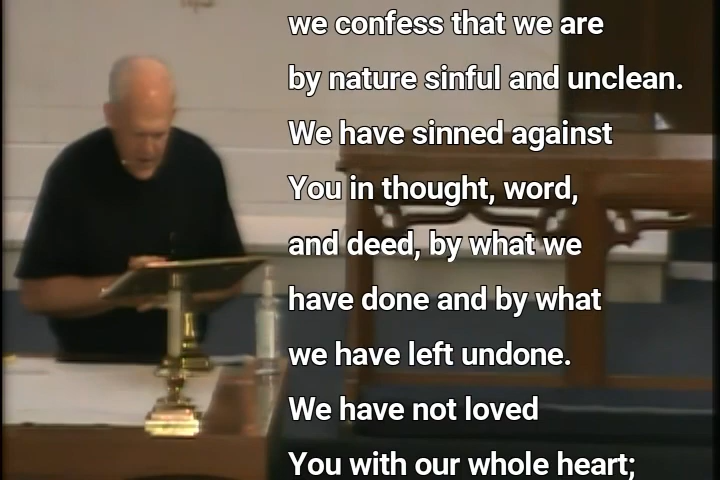 we confess that we are
by nature sinful and unclean.
We have sinned against
You in thought, word,
and deed, by what we
have done and by what
we have left undone.
We have not loved
You with our whole heart;